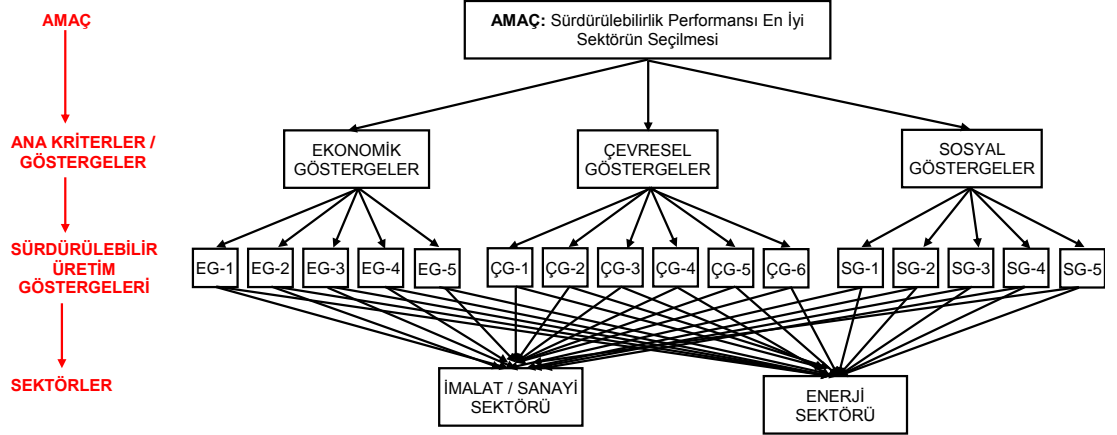 AMAÇ
AMAÇ: Sürdürülebilirlik Performansı En İyi
Sektörün Seçilmesi
ANA KRİTERLER /
GÖSTERGELER
EKONOMİK
GÖSTERGELER
ÇEVRESEL
GÖSTERGELER
SOSYAL
GÖSTERGELER
SÜRDÜRÜLEBİLİR
ÜRETİM
GÖSTERGELERİ
EG-1
EG-2
EG-3
EG-4
EG-5
ÇG-1
ÇG-2
ÇG-3
ÇG-4
ÇG-5
ÇG-6
SG-1
SG-2
SG-3
SG-4
SG-5
SEKTÖRLER
İMALAT / SANAYİ
SEKTÖRÜ
ENERJİ
SEKTÖRÜ